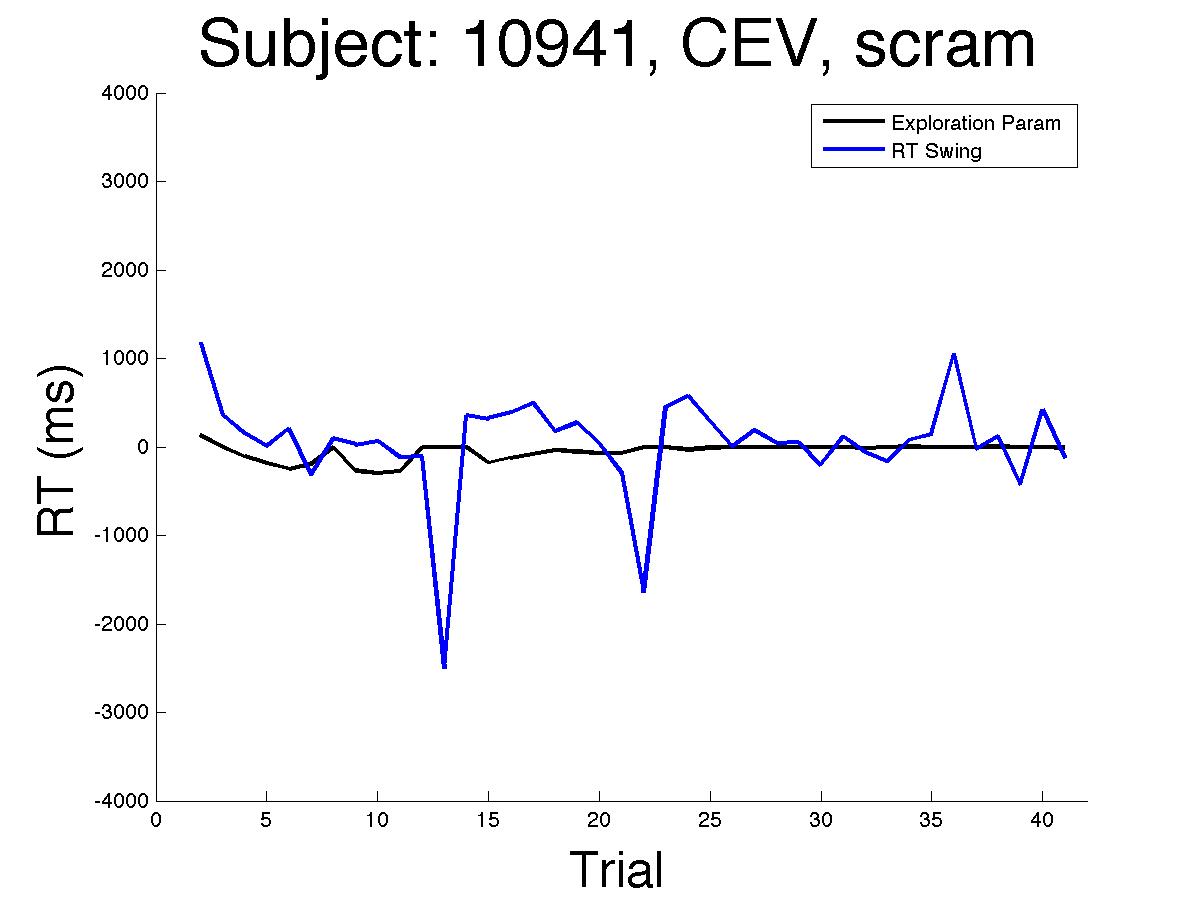 Subject: 10941, CEV, scram
4000
3000
2000
1000
0
-1000
-2000
-3000
-4000
RT (ms)
Exploration Param
RT Swing
0 5 10 15 20 25 30 35 40
Trial